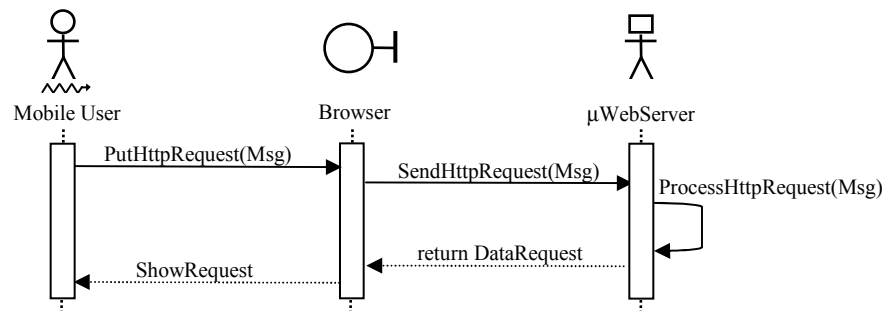 Mobile User
Browser
µWebServer
PutHttpRequest(Msg)
SendHttpRequest(Msg)
ProcessHttpRequest(Msg)
return DataRequest
ShowRequest